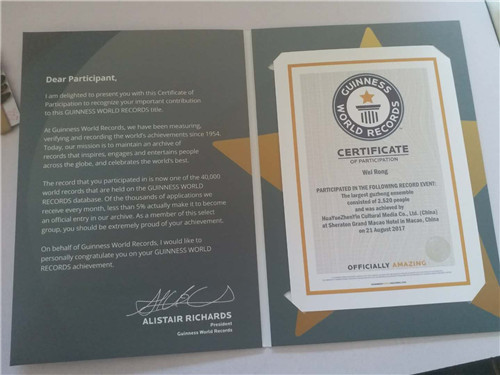 Dear Participant,
I am delighted to present you with this Certificate of
Participation to recognize your important contribution
to this GUINNESS WORLD RECORDS title.
At Guinness World Records, we have been measuring,
verifying and recording the world's achievements since 1954.
Today, our mission is to maintain an archive of
records that inspires, engages and entertains people
across the globe, and celebrates the world's best.
The record that you participated in is now one of the 40,000
world records that are held on the GUINNESS WORLD
RECORDS database. Of the thousands of applications we
receive every month, less than 5% actually make it to become
an official entry in our archive. As a member of this select
group, you should be extremely proud of your achievement.
On behalf of Guinness World Records, I would like to
personally congratulate you on your GUINNESS WORLD
RECORDS achievement.
ALISTAIR RICHARDS
President
Guinness World Records
GUINNESS
WORLD RECORDS
CERTIFICATE
OF PARTICIPATION
Wei Rong
PARTICIPATED IN THE FOLLOWING RECORD EVENT:
The largest guzheng ensemble
consisted of 2,520 people
and was achieved by
HuaYueZhenYin Cultural Media Co., Ltd. (China)
at Sheraton Grand Macao Hotel in Macao, China
on 21 August 2017
OFFICIALLY AMAZING